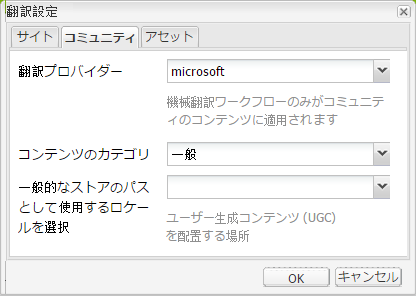 翻訳設定
サイト コミュニティ アセット
翻訳プロバイダー microsoft
機械翻訳ワークフローのみがコミュニテ
ィのコンテンツに適用されます
コンテンツのカテゴリ 一般
一般的なストアのパス
として使用するロケー
ルを選択
ユーザー生成コンテンツ (UGC)
を配置する場所
OK キャンセル